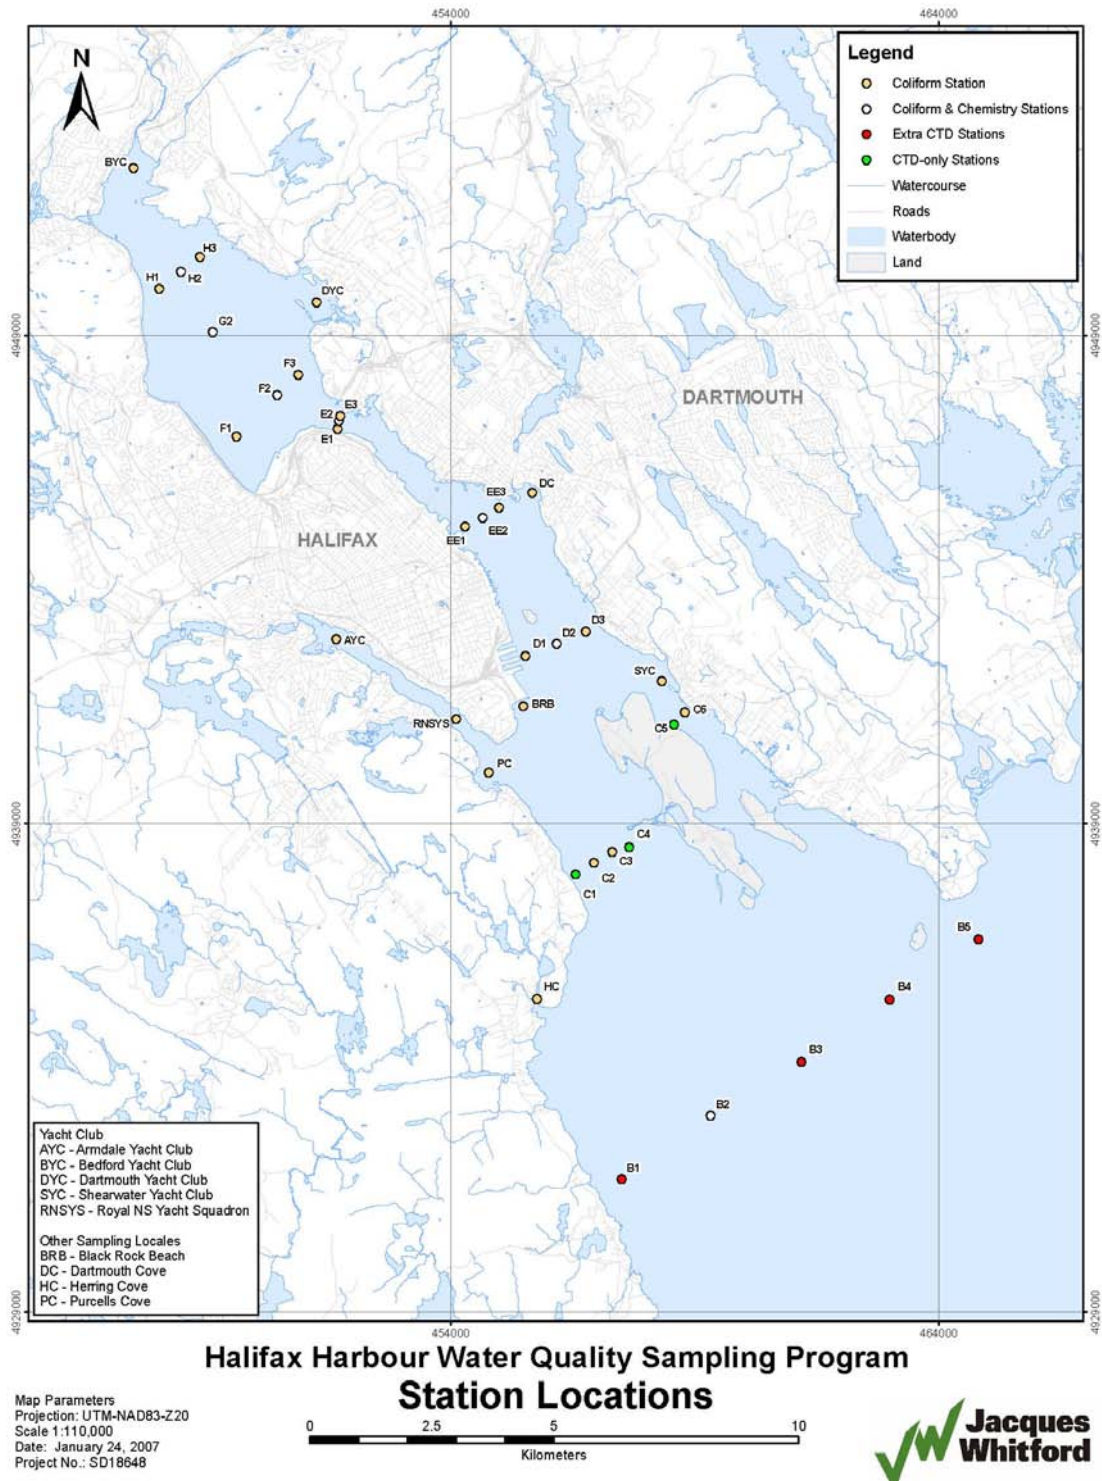 454000
464000
N
Legend
Coliform Station
Coliform & Chemistry Stations
Extra CTD Stations
CTD-only Stations
Watercourse
Roads
Waterbody
Land
BYC
H3
H2
H1
DYC
4949000
4949000
G2
F3
F2
E3
E2
F1
E1
DARTMOUTH
DC
EE3
EE2
EE1
HALIFAX
D3
D2
D1
AYC
SYC
BRB
C6
RNSYS
C5
PC
4939000
4939000
C4
C3
C2
C1
B5
HC
B4
B3
B2
B1
Yacht Club
AYC - Armdale Yacht Club
BYC - Bedford Yacht Club
DYC - Dartmouth Yacht Club
SYC - Shearwater Yacht Club
RNSYS - Royal NS Yacht Squadron
Other Sampling Locales
BRB - Black Rock Beach
DC - Dartmouth Cove
HC - Herring Cove
PC - Purcells Cove
4929000
4929000
454000
464000
Halifax Harbour Water Quality Sampling Program
Station Locations
Map Parameters
Projection: UTM-NAD83-Z20
Scale 1:110,000
Date: January 24, 2007
Project No.: SD18648
0 2.5 5 10
Kilometers
JW Jacques
Whitford